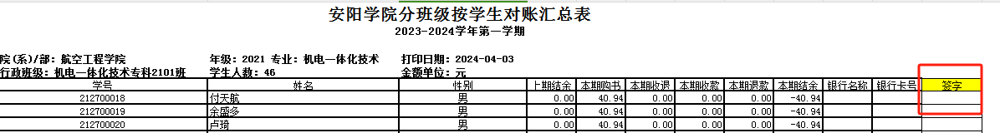 安阳学院分班级按学生对账汇总表
2023-2024学年第一学期
院(系)/部: 航空工程学院 年级: 2021 专业: 机电一体化技术 打印日期: 2024-04-03
行政班级: 机电一体化技术专科2101班 学生人数: 46 金额单位: 元
学号 姓名 性别 上期结余 本期购书 本期收退 本期收款 本期退款 本期结余 银行名称 银行卡号 签字
212700018 付天航 男 0.00 40.94 0.00 0.00 0.00 -40.94
212700019 余盛多 男 0.00 40.94 0.00 0.00 0.00 -40.94
212700020 卢琦 男 0.00 40.94 0.00 0.00 0.00 -40.94